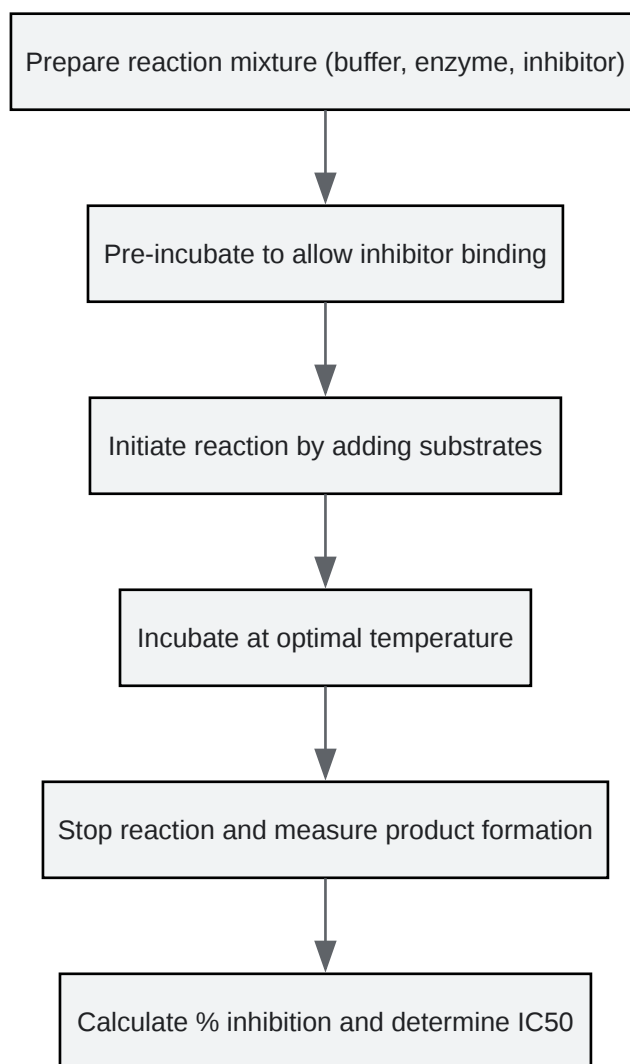 Prepare reaction mixture (buffer, enzyme, inhibitor)
Pre-incubate to allow inhibitor binding
Initiate reaction by adding substrates
Incubate at optimal temperature
Stop reaction and measure product formation
Calculate % inhibition and determine IC50